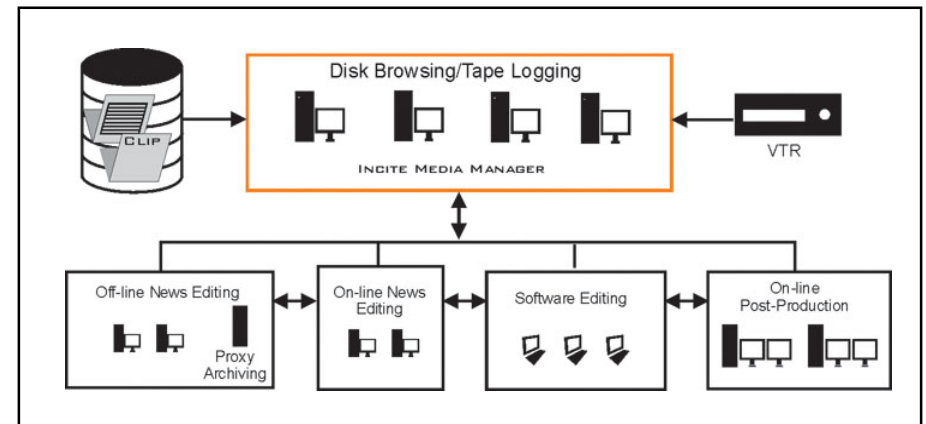 Disk Browsing/Tape Logging
CLIP
INCITE MEDIA MANAGER
VTR
Off-line News Editing
Proxy
Archiving
On-line News
Editing
Software Editing
On-line
Post-Production